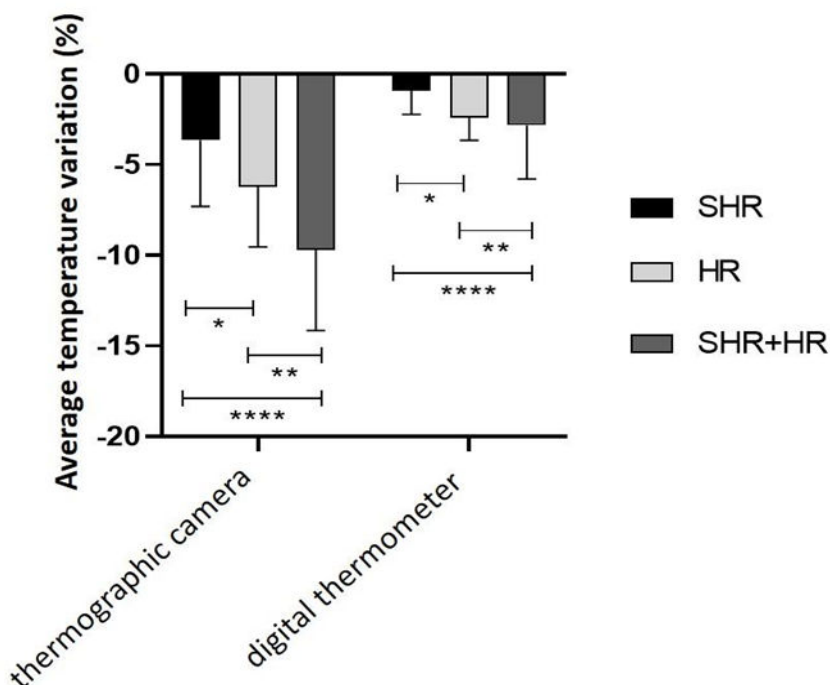 Average temperature variation (%)
0
-5
-10
-15
-20
*
**
****
*
**
****
thermographic camera
digital thermometer
SHR
HR
SHR+HR